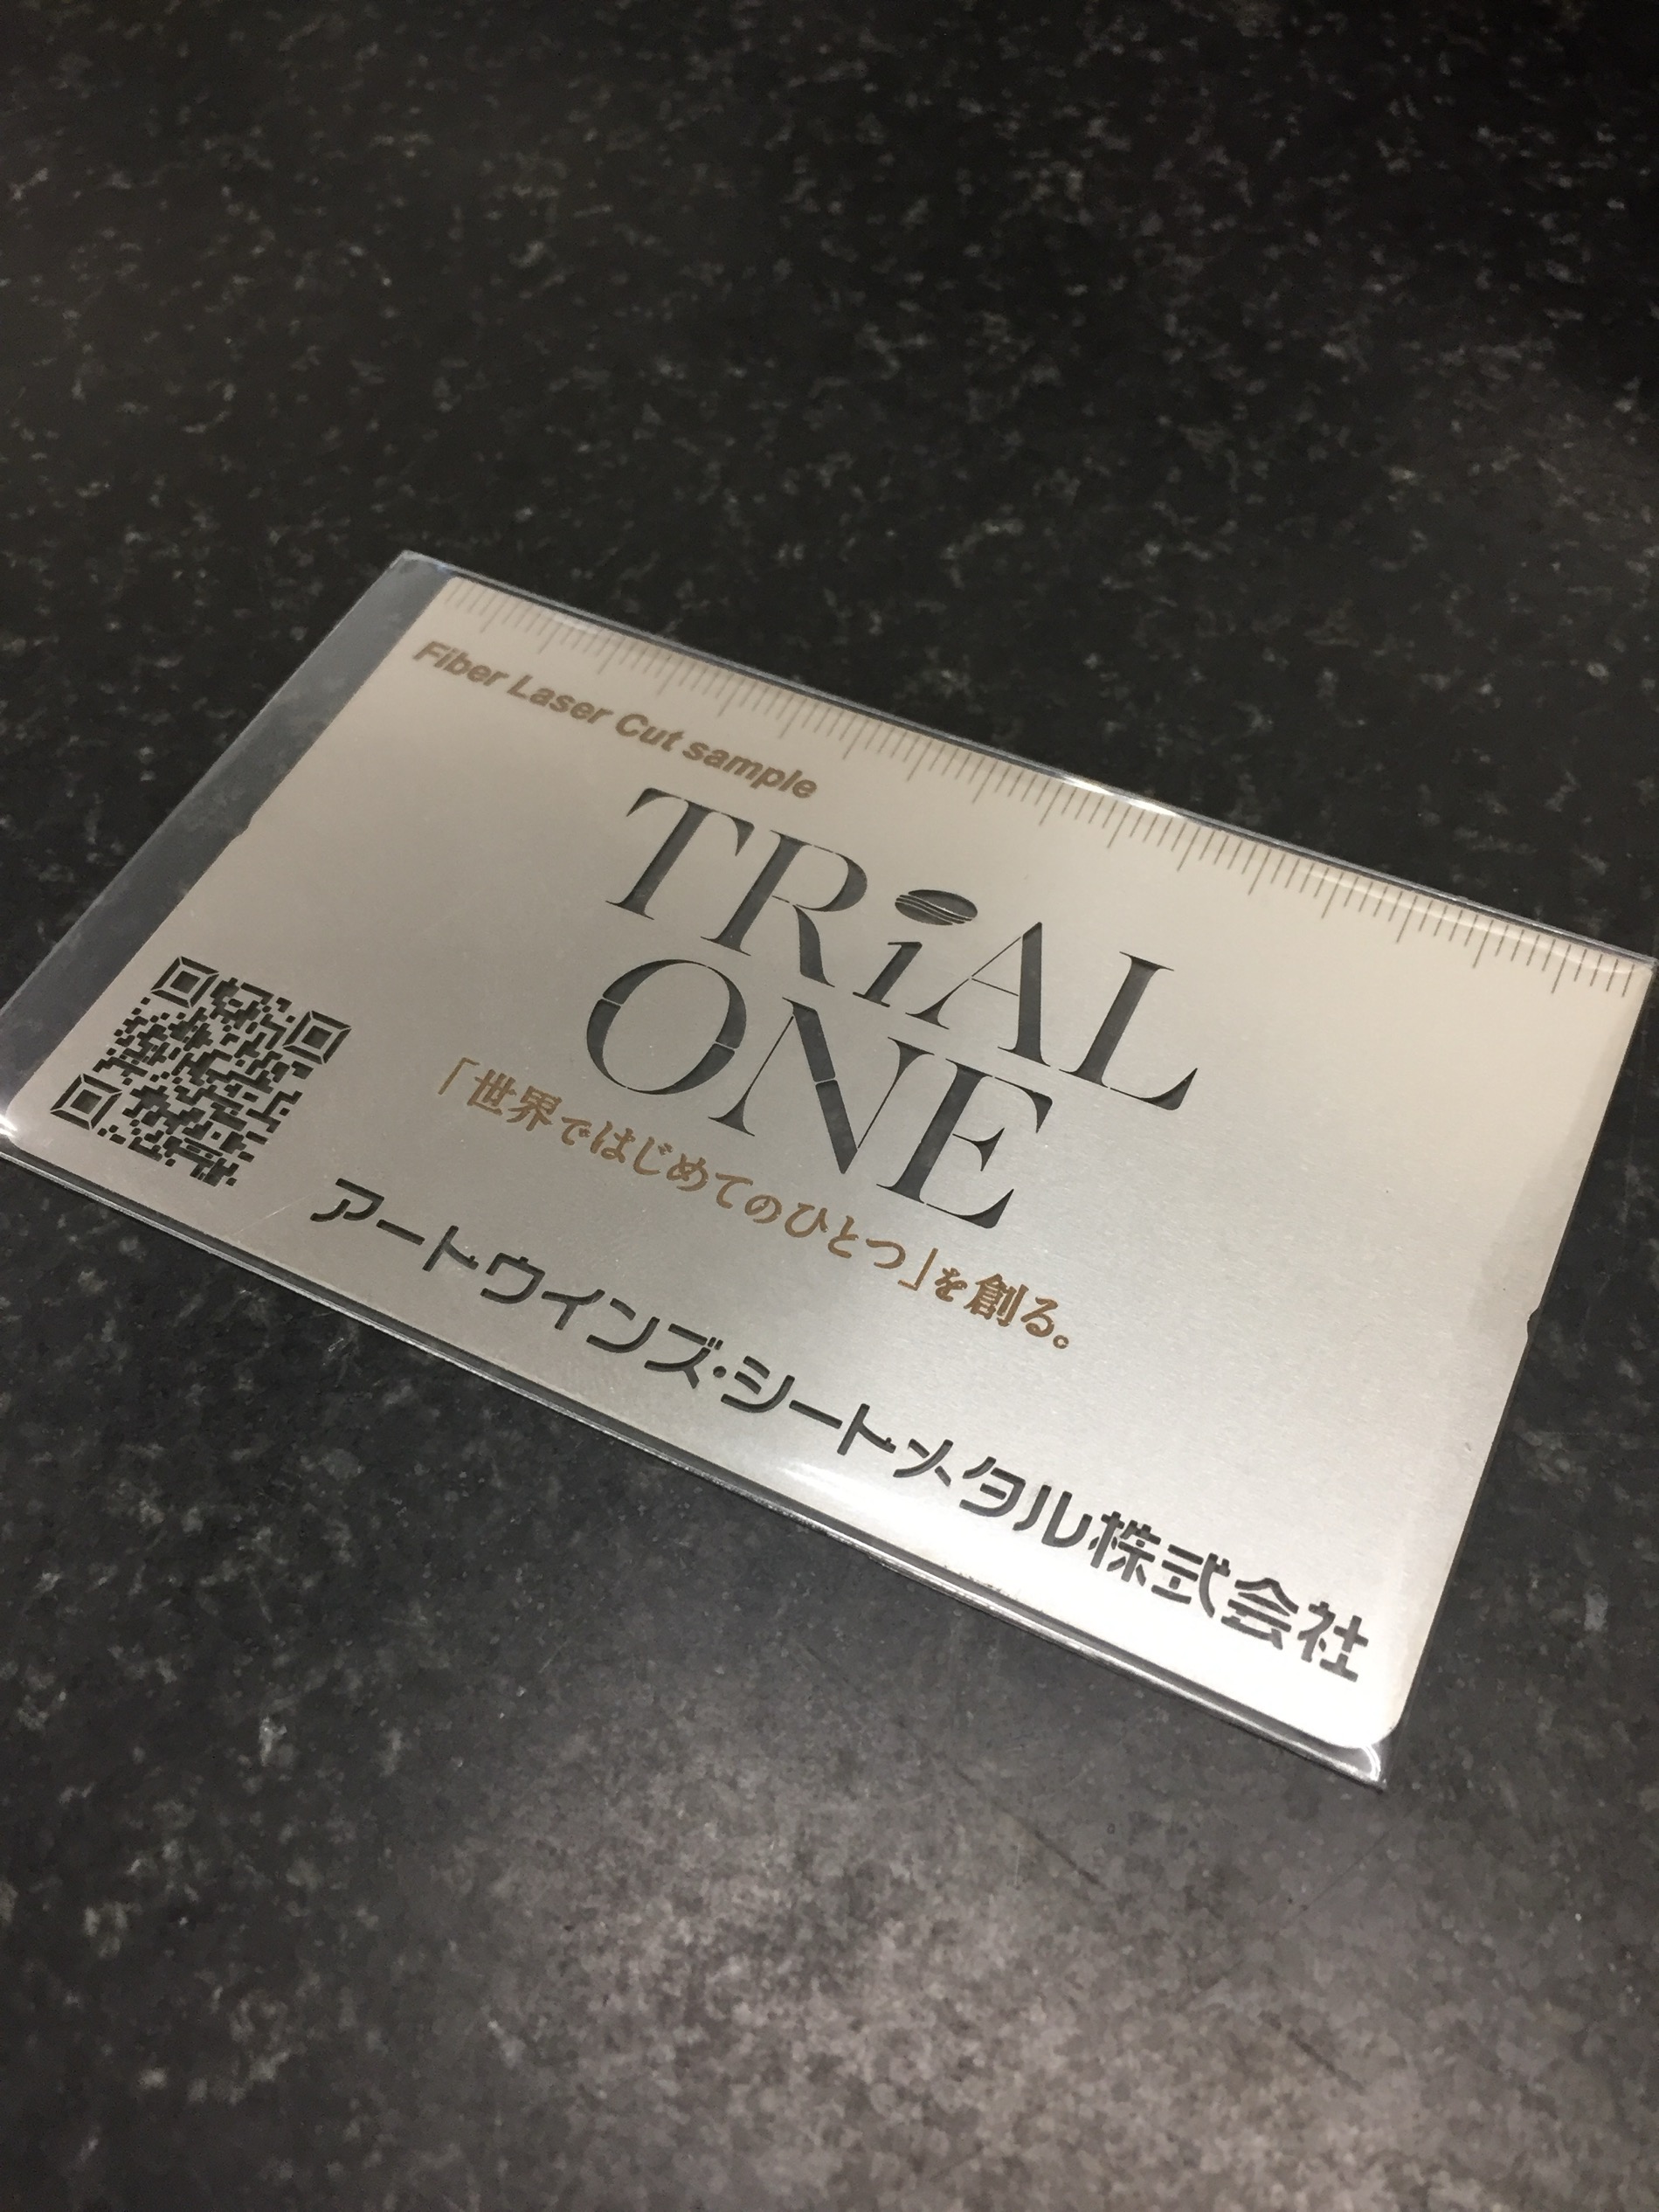 Fiber Laser Cut sample
TRiAL
ONE
「世界ではじめてのひとつ」を創る。
アートウインズ・シートメタル株式会社